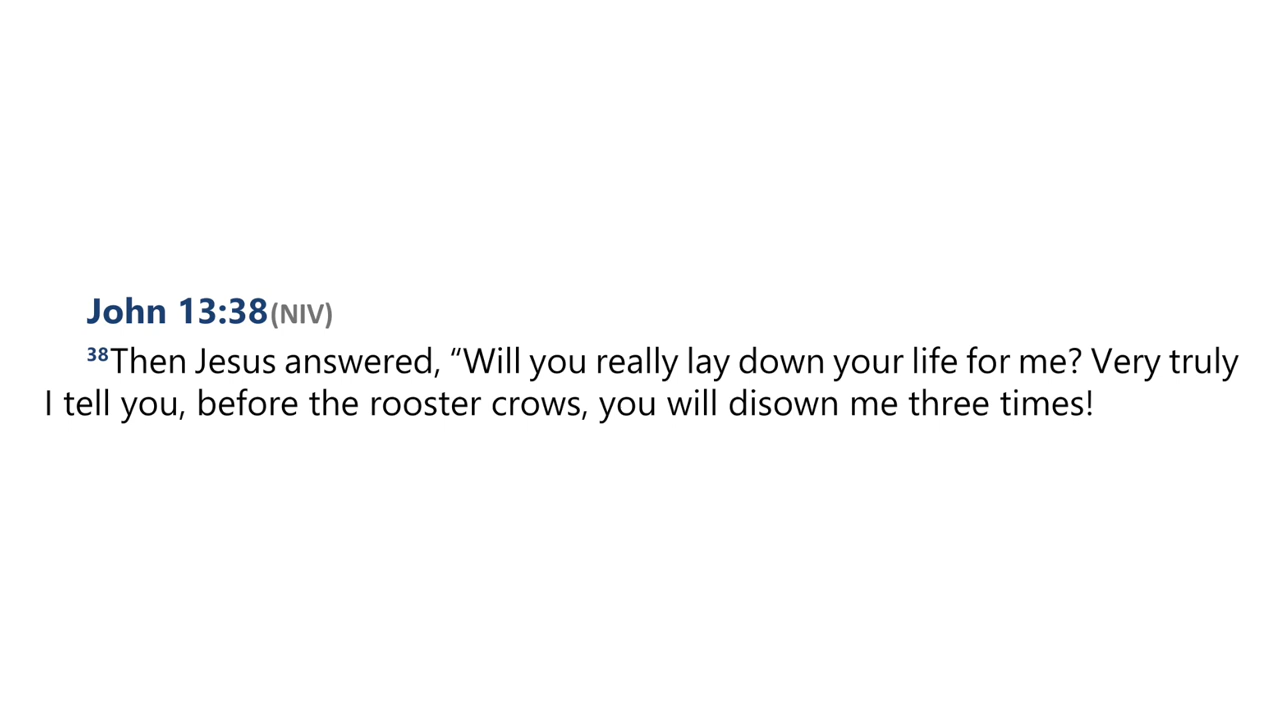 John 13:38(NIV)
38Then Jesus answered, “Will you really lay down your life for me? Very truly
I tell you, before the rooster crows, you will disown me three times!